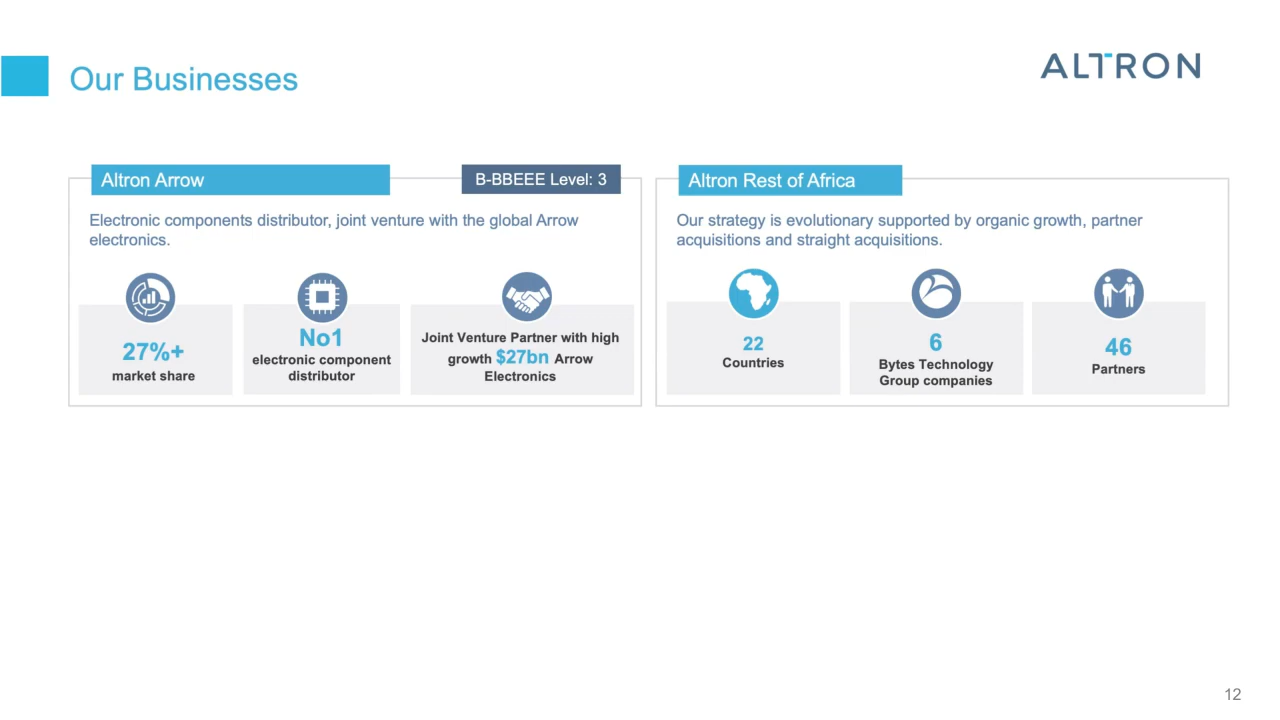 Our Businesses
ALTRON
Altron Arrow
B-BBEEE Level: 3
Electronic components distributor, joint venture with the global Arrow
electronics.
27%+
market share
No1
electronic component
distributor
Joint Venture Partner with high
growth $27bn Arrow
Electronics
Altron Rest of Africa
Our strategy is evolutionary supported by organic growth, partner
acquisitions and straight acquisitions.
22
Countries
6
Bytes Technology
Group companies
46
Partners
12